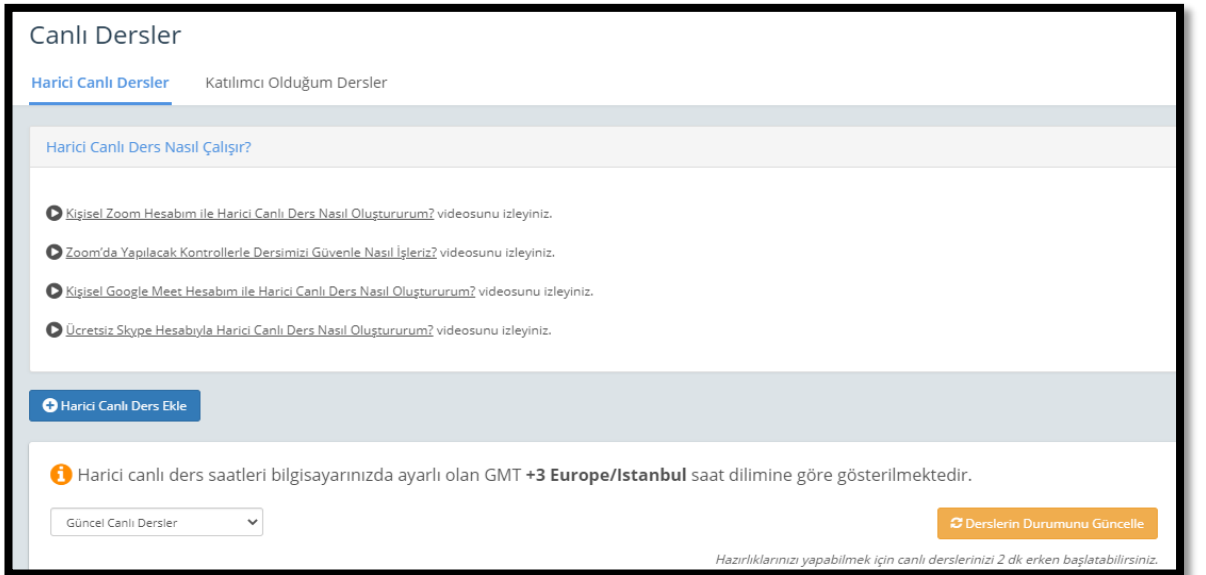 Canlı Dersler
Harici Canlı Dersler Katılımcı Olduğum Dersler
Harici Canlı Ders Nasıl Çalışır?
Kişisel Zoom Hesabım ile Harici Canlı Ders Nasıl Oluştururum? videosunu izleyiniz.
Zoom'da Yapılacak Kontrollerle Dersimizi Güvenle Nasıl İşleriz? videosunu izleyiniz.
Kişisel Google Meet Hesabım ile Harici Canlı Ders Nasıl Oluştururum? videosunu izleyiniz.
Ücretsiz Skype Hesabıyla Harici Canlı Ders Nasıl Oluştururum? videosunu izleyiniz.
Harici Canlı Ders Ekle
Harici canlı ders saatleri bilgisayarınızda ayarlı olan GMT +3 Europe/Istanbul saat dilimine göre gösterilmektedir.
Güncel Canlı Dersler Derslerin Durumunu Güncelle
Hazırlıklarınızı yapabilmek için canlı derslerinizi 2 dk erken başlatabilirsiniz.